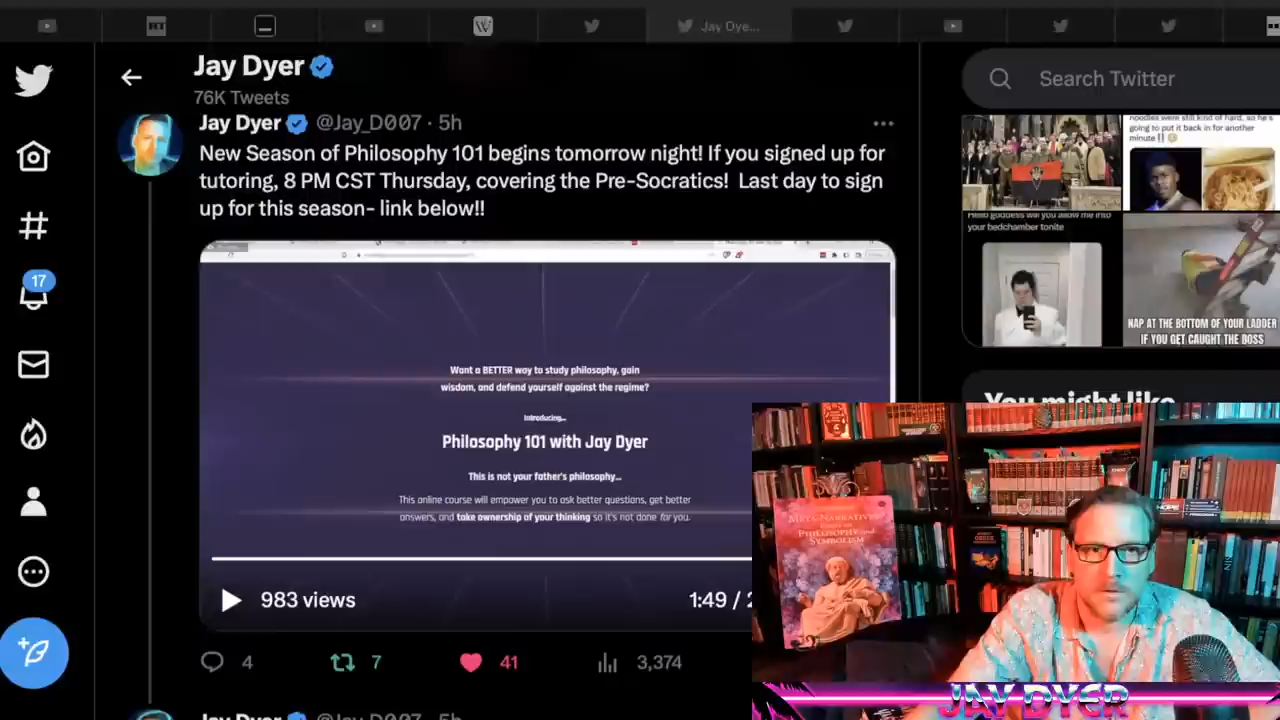 Jay Dye...
Jay Dyer
76K Tweets
Search Twitter
Jay Dyer @Jay_D007 · 5h
New Season of Philosophy 101 begins tomorrow night! If you signed up for
tutoring, 8 PM CST Thursday, covering the Pre-Socratics!  Last day to sign
up for this season- link below!!
noodles were still kind of hard, so he's
going to put it back in for another
minute !!
Hello goddess will you allow me into
your bedchamber tonite
NAP AT THE BOTTOM OF YOUR LADDER
IF YOU GET CAUGHT THE BOSS
17
Want a BETTER way to study philosophy, gain
wisdom, and defend yourself against the regime?
Introducing...
Philosophy 101 with Jay Dyer
This is not your father's philosophy...
This online course will empower you to ask better questions, get better
answers, and take ownership of your thinking so it's not done for you.
983 views
1:49 /
You might like
META-NARRATIVES
PHILOSOPHY and
SYMBOLISM
HOPE
4
7
41
3,374
JAY DYER
Jay Dyer @Jay_D007 · 5h